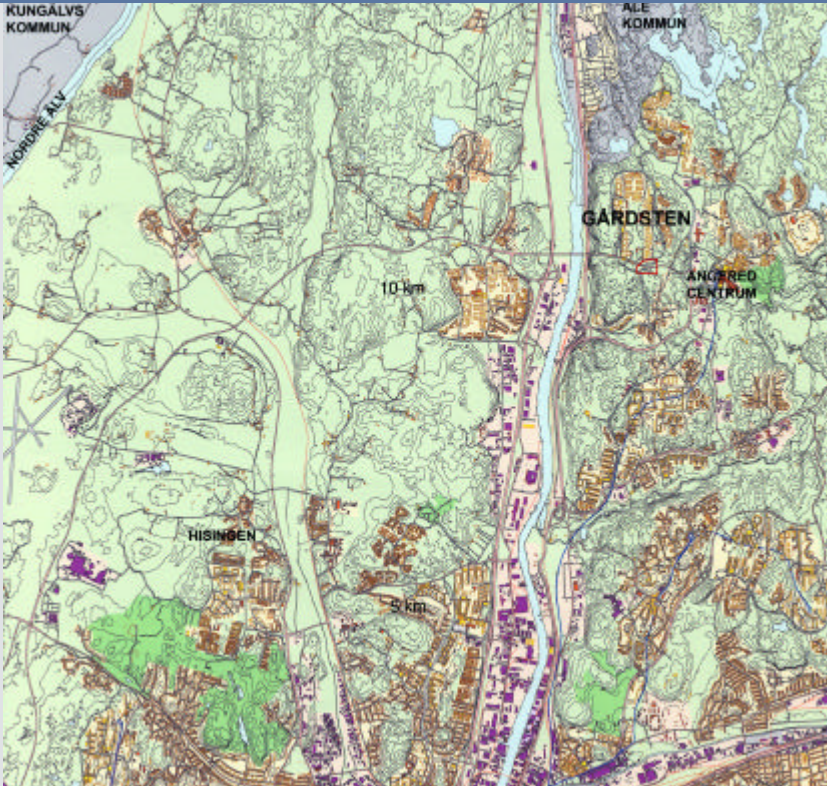 KUNGÄLVS
KOMMUN
ALE
KOMMUN
NORDRE ÄLV
GÅRDSTEN
ANGERED
CENTRUM
10 km
HISINGEN
5 km